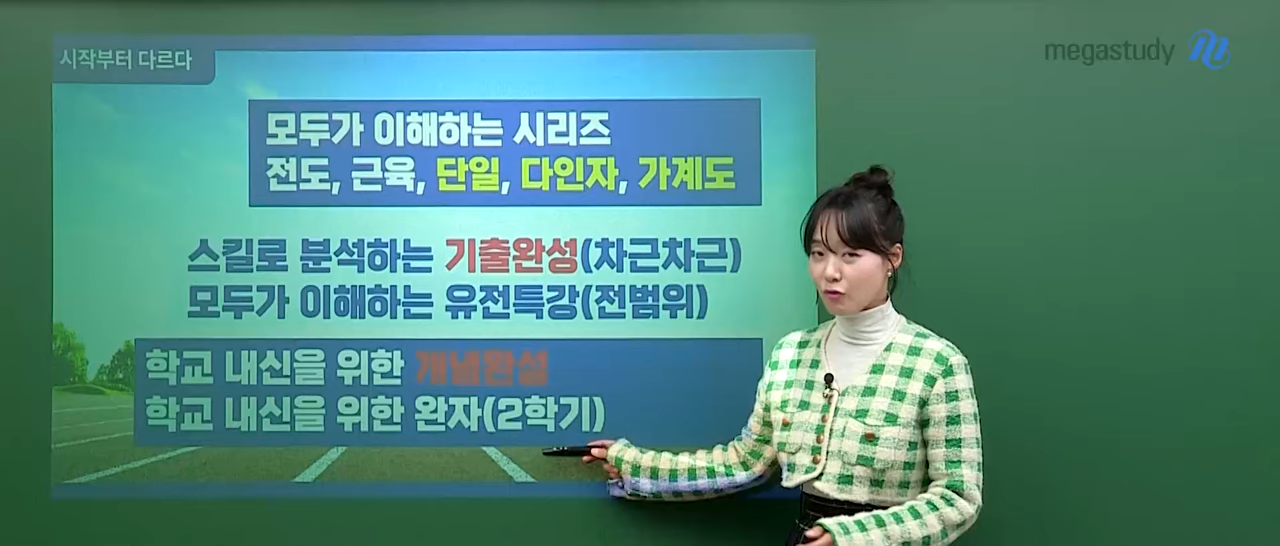 시작부터 다르다
megastudy
모두가 이해하는 시리즈
전도, 근육, 단일, 다인자, 가계도
스킬로 분석하는 기출완성(차근차근)
모두가 이해하는 유전특강(전범위)
학교 내신을 위한 개념완성
학교 내신을 위한 완자(2학기)